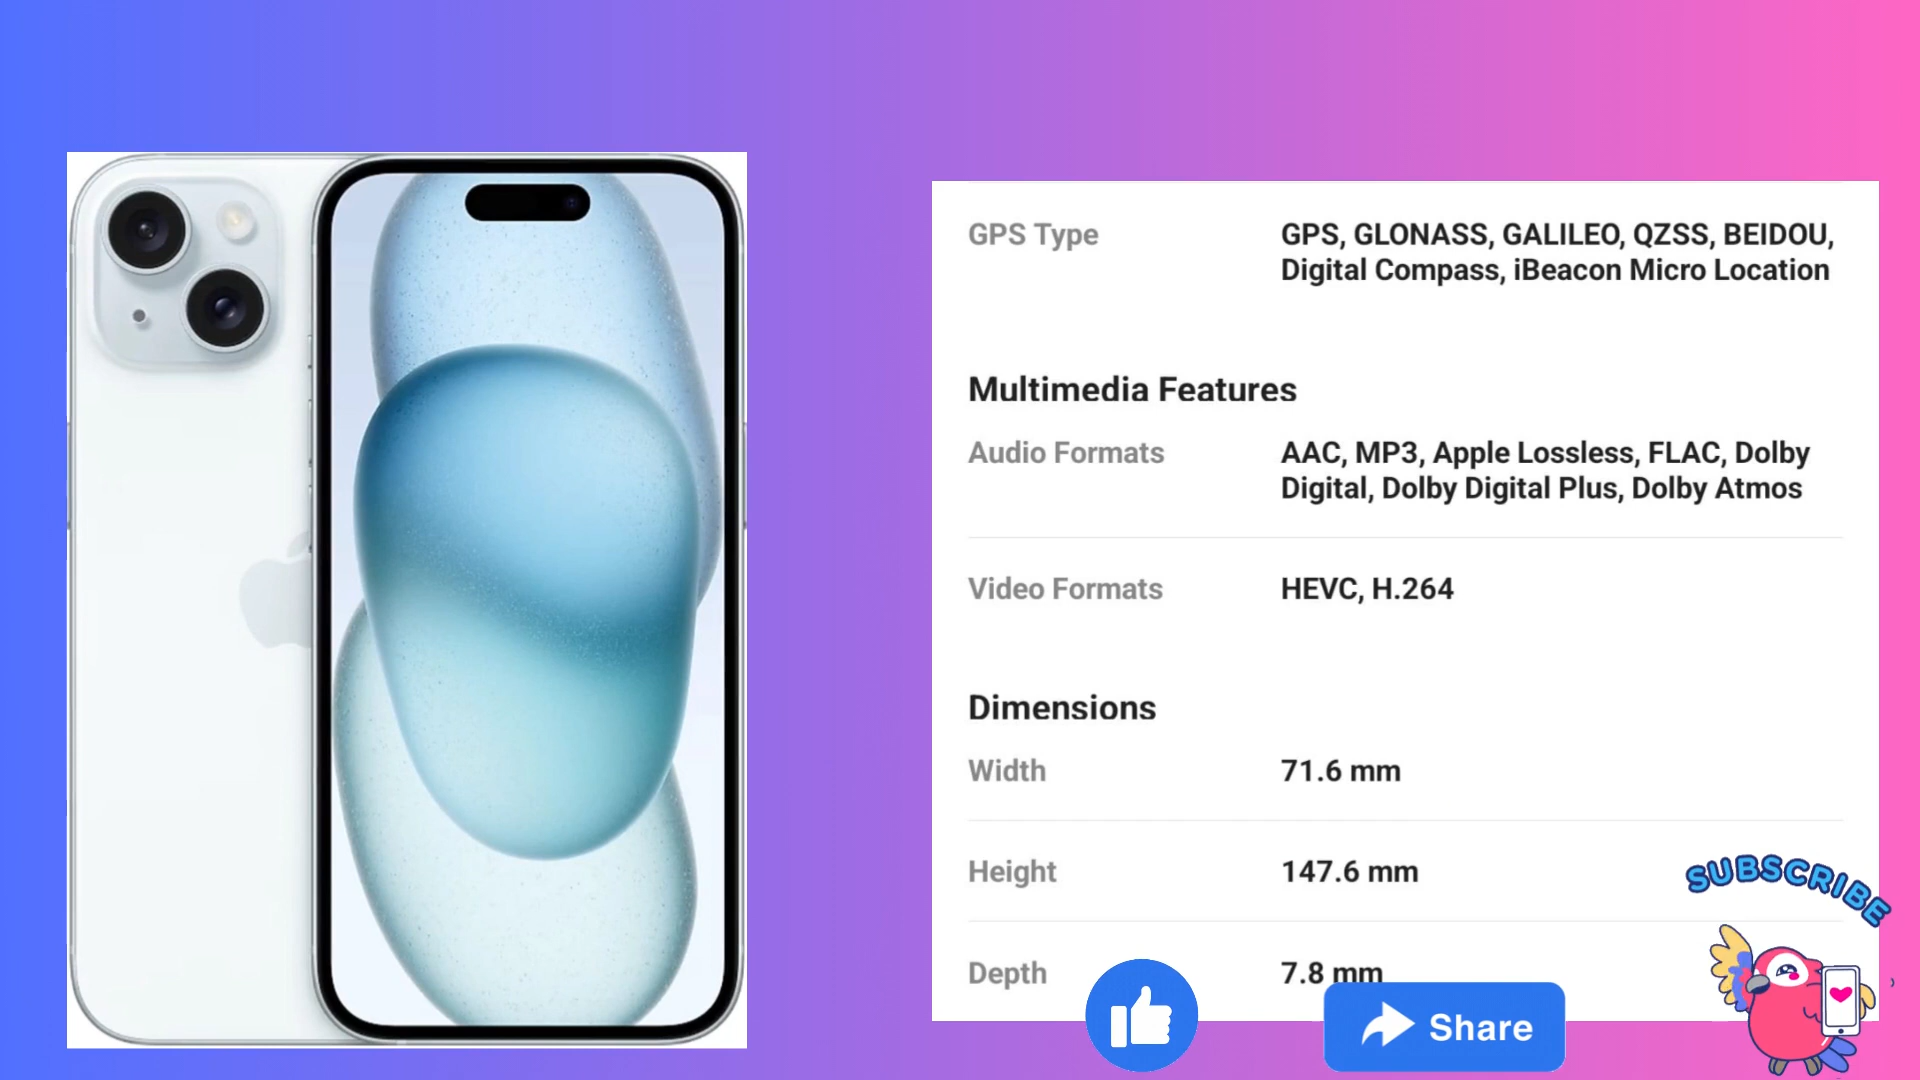 GPS Type
GPS, GLONASS, GALILEO, QZSS, BEIDOU,
Digital Compass, iBeacon Micro Location
Multimedia Features
Audio Formats
AAC, MP3, Apple Lossless, FLAC, Dolby
Digital, Dolby Digital Plus, Dolby Atmos
Video Formats
HEVC, H.264
Dimensions
Width
71.6 mm
Height
147.6 mm
Depth
7.8 mm
SUBSCRIBE
Share